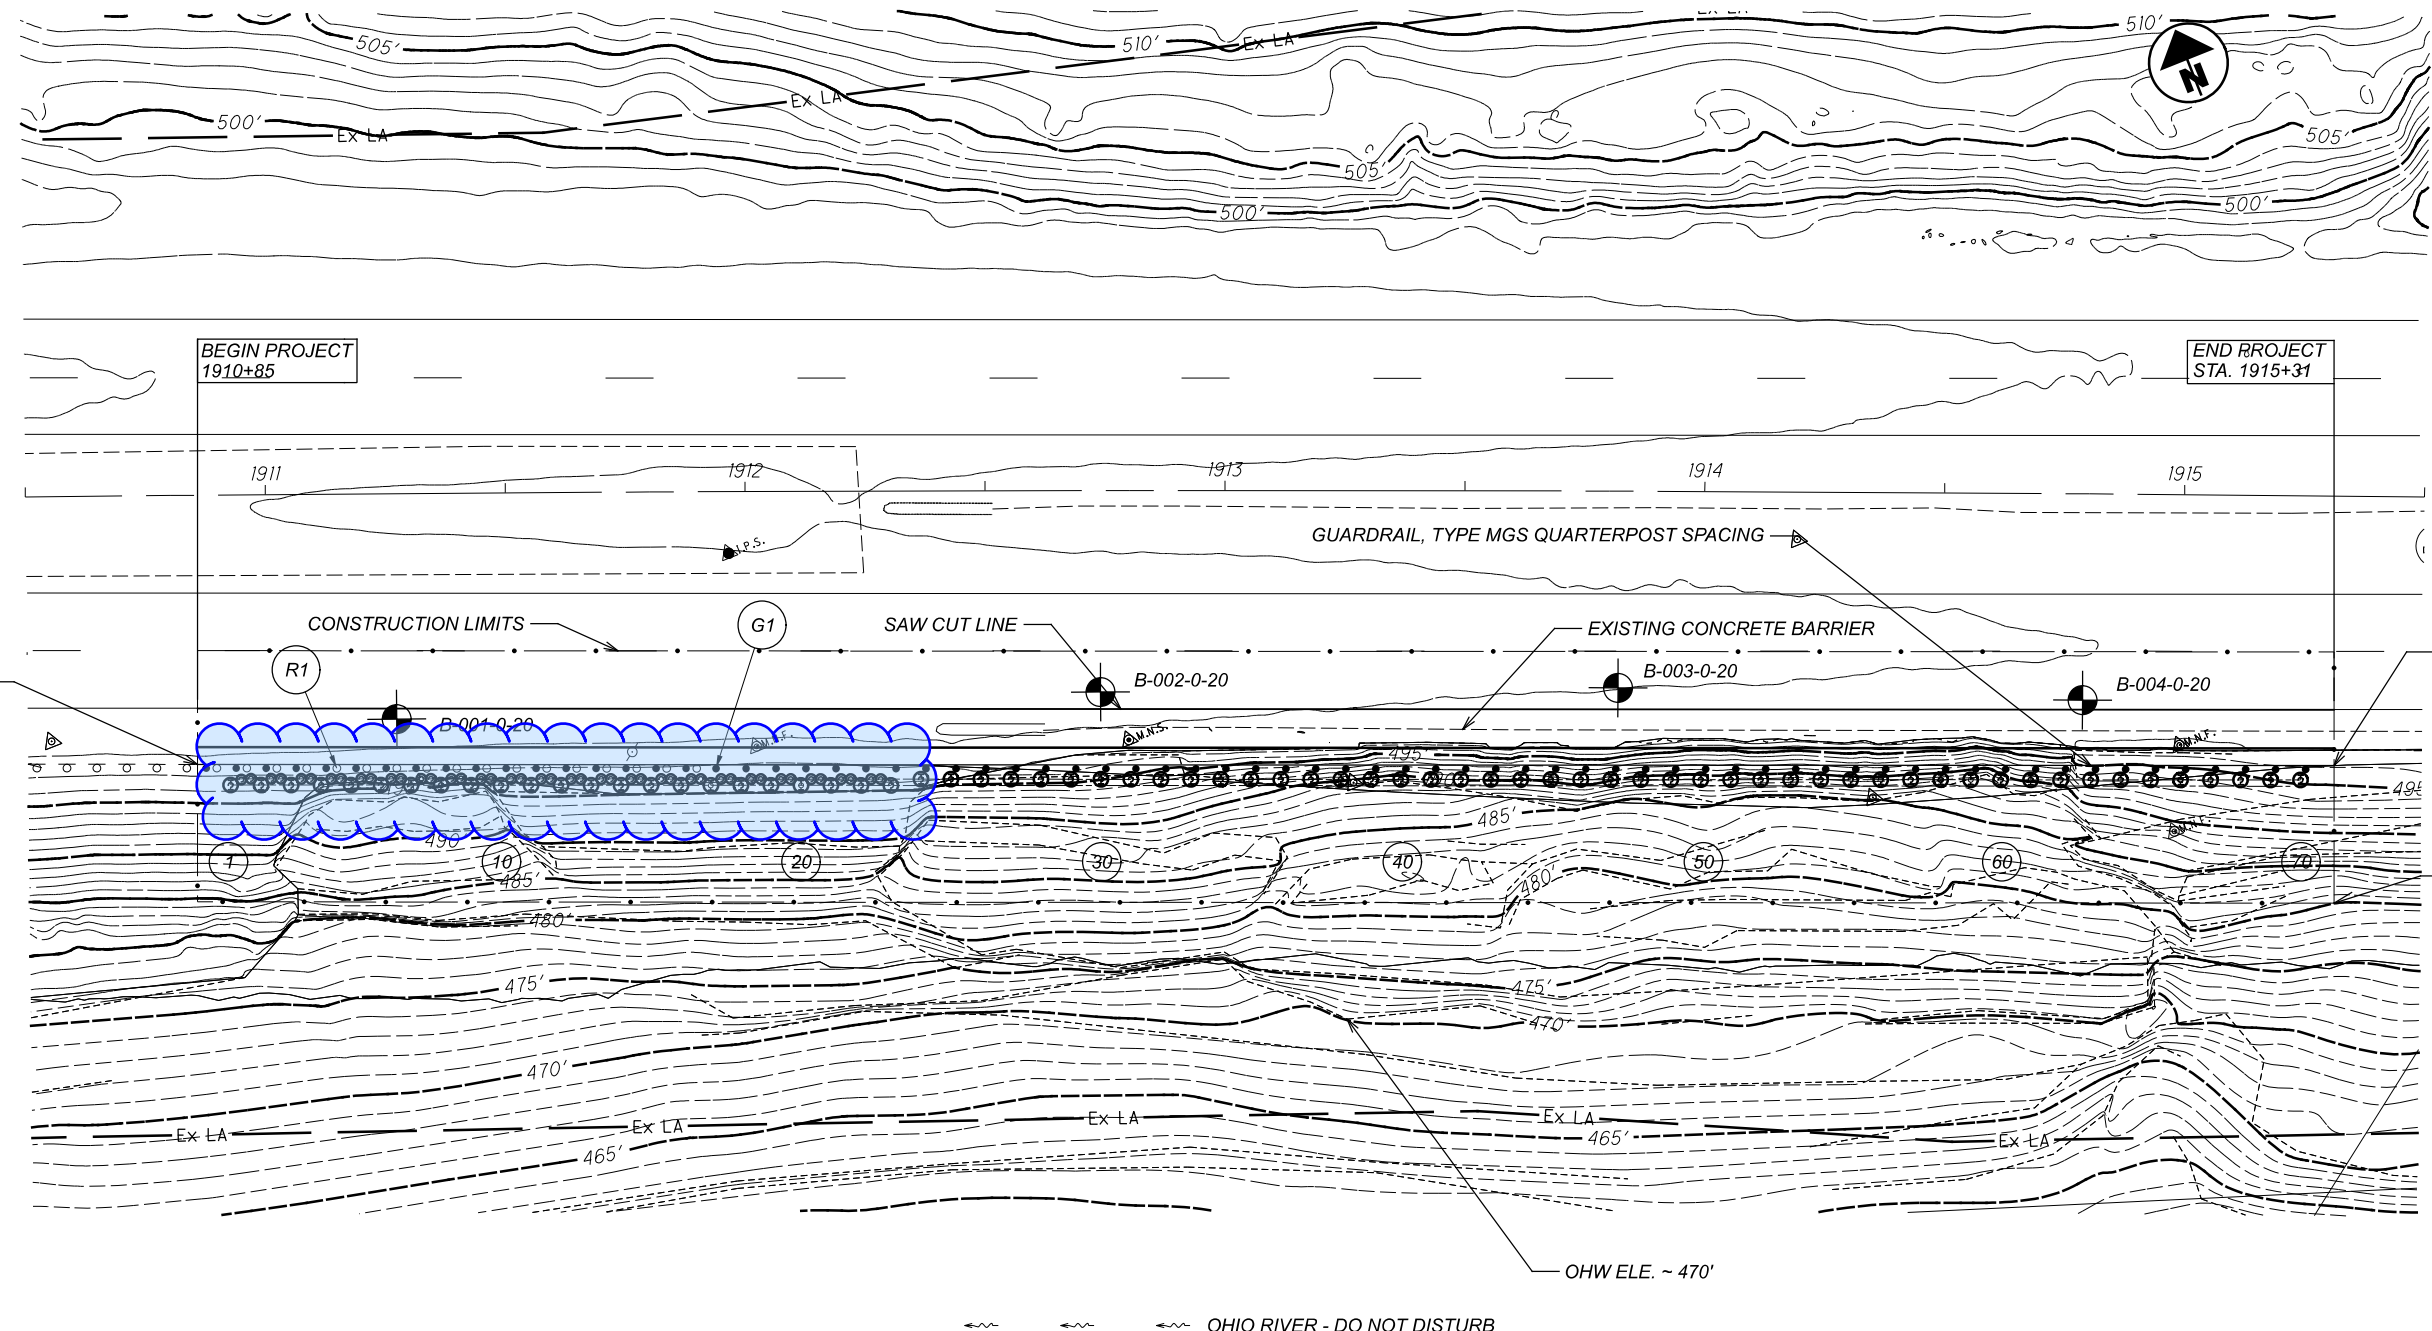 505'
510'
Ex LA
510'
N
Ex LA
500'
Ex LA
505'
505'
500'
500'
BEGIN PROJECT
1910+85
END PROJECT
STA. 1915+31
1911
1912
1913
1914
1915
I.P.S.
GUARDRAIL, TYPE MGS QUARTERPOST SPACING
CONSTRUCTION LIMITS
G1
SAW CUT LINE
EXISTING CONCRETE BARRIER
R1
B-002-0-20
B-003-0-20
B-004-0-20
B-001-0-20
M.N.S.
M.N.F.
495'
495
485'
490'
1
10
20
30
40
50
60
70
485'
480'
480'
475'
475'
470'
470'
Ex LA
Ex LA
Ex LA
Ex LA
Ex LA
465'
465'
OHW ELE. ~ 470'
OHIO RIVER - DO NOT DISTURB